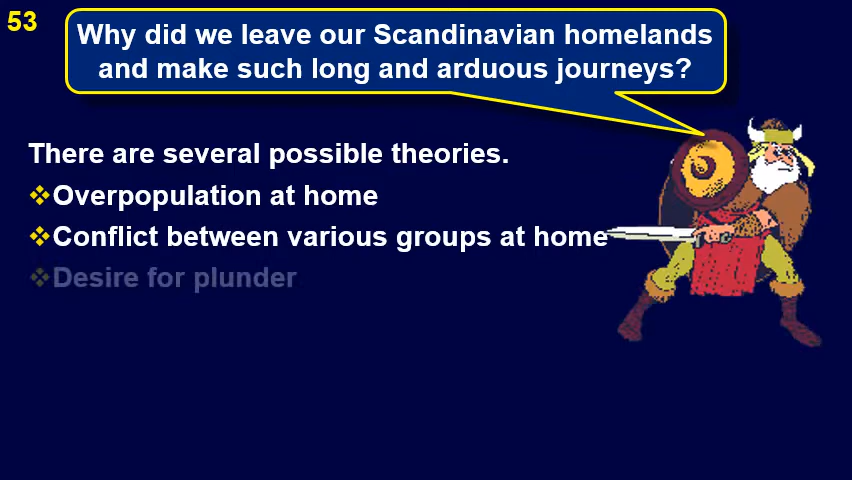 53
Why did we leave our Scandinavian homelands
and make such long and arduous journeys?
There are several possible theories.
❖Overpopulation at home
❖Conflict between various groups at home
❖Desire for plunder